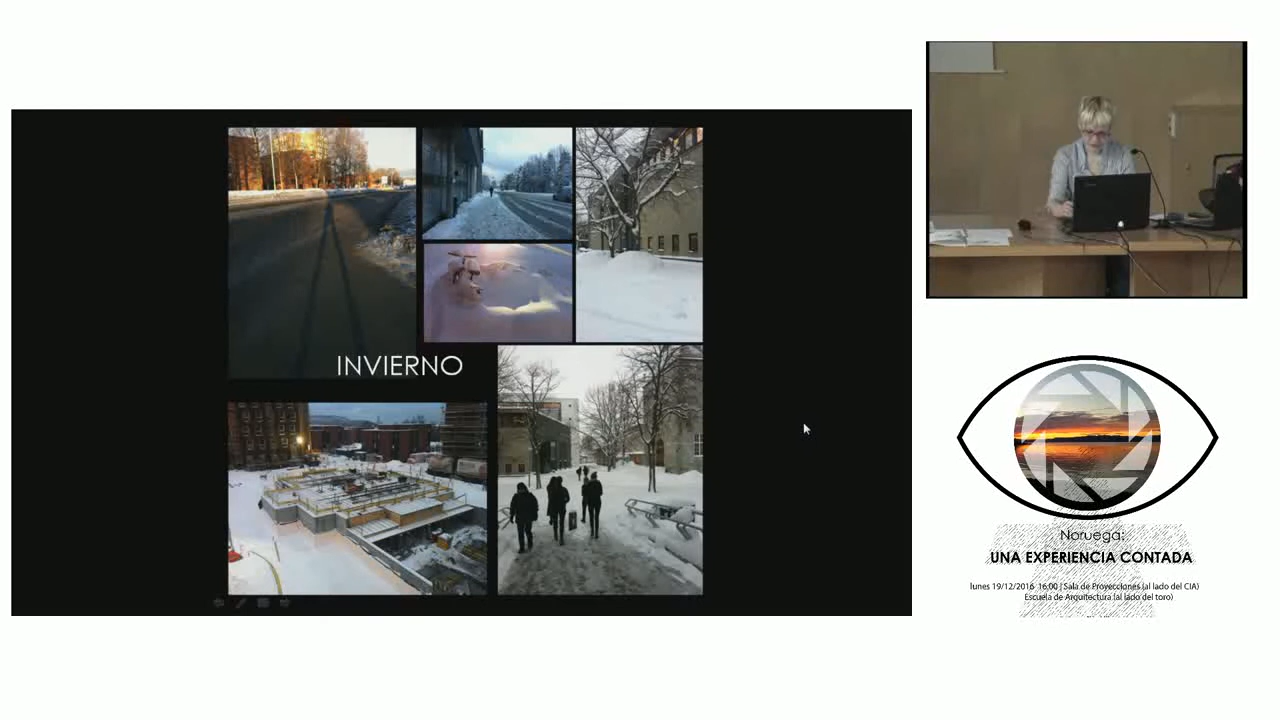 INVIERNO
Noruega:
UNA EXPERIENCIA CONTADA
lunes 19/12/2016 16:00 | Sala de Proyecciones (al lado del CIA)
Escuela de Arquitectura (al lado del toro)